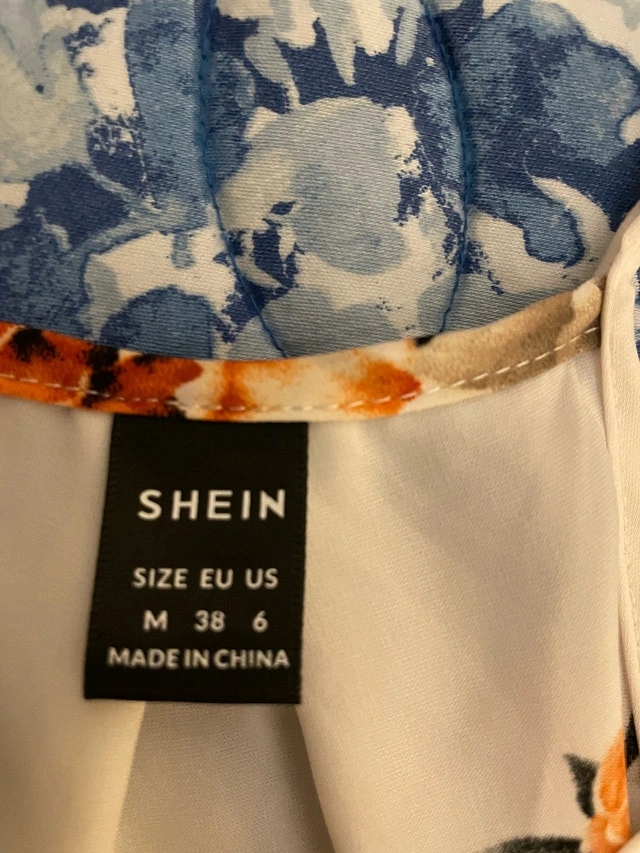 SHEIN
SIZE EU US
M 38 6
MADE IN CHINA